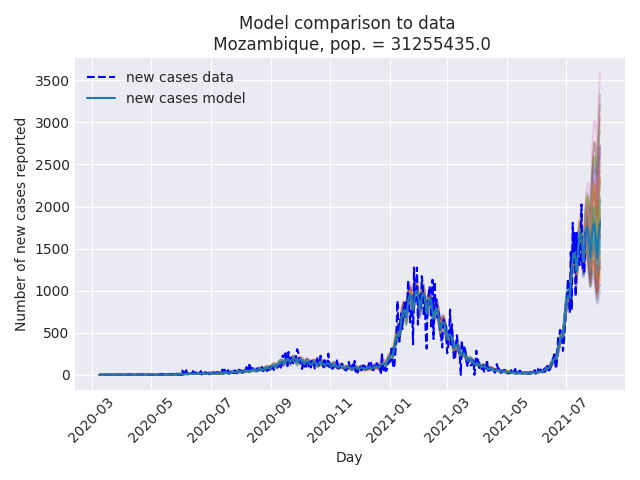 Model comparison to data
Mozambique, pop. = 31255435.0
new cases data
new cases model
Number of new cases reported
3500
3000
2500
2000
1500
1000
500
0
2020-03
2020-05
2020-07
2020-09
2020-11
2021-01
2021-03
2021-05
2021-07
Day